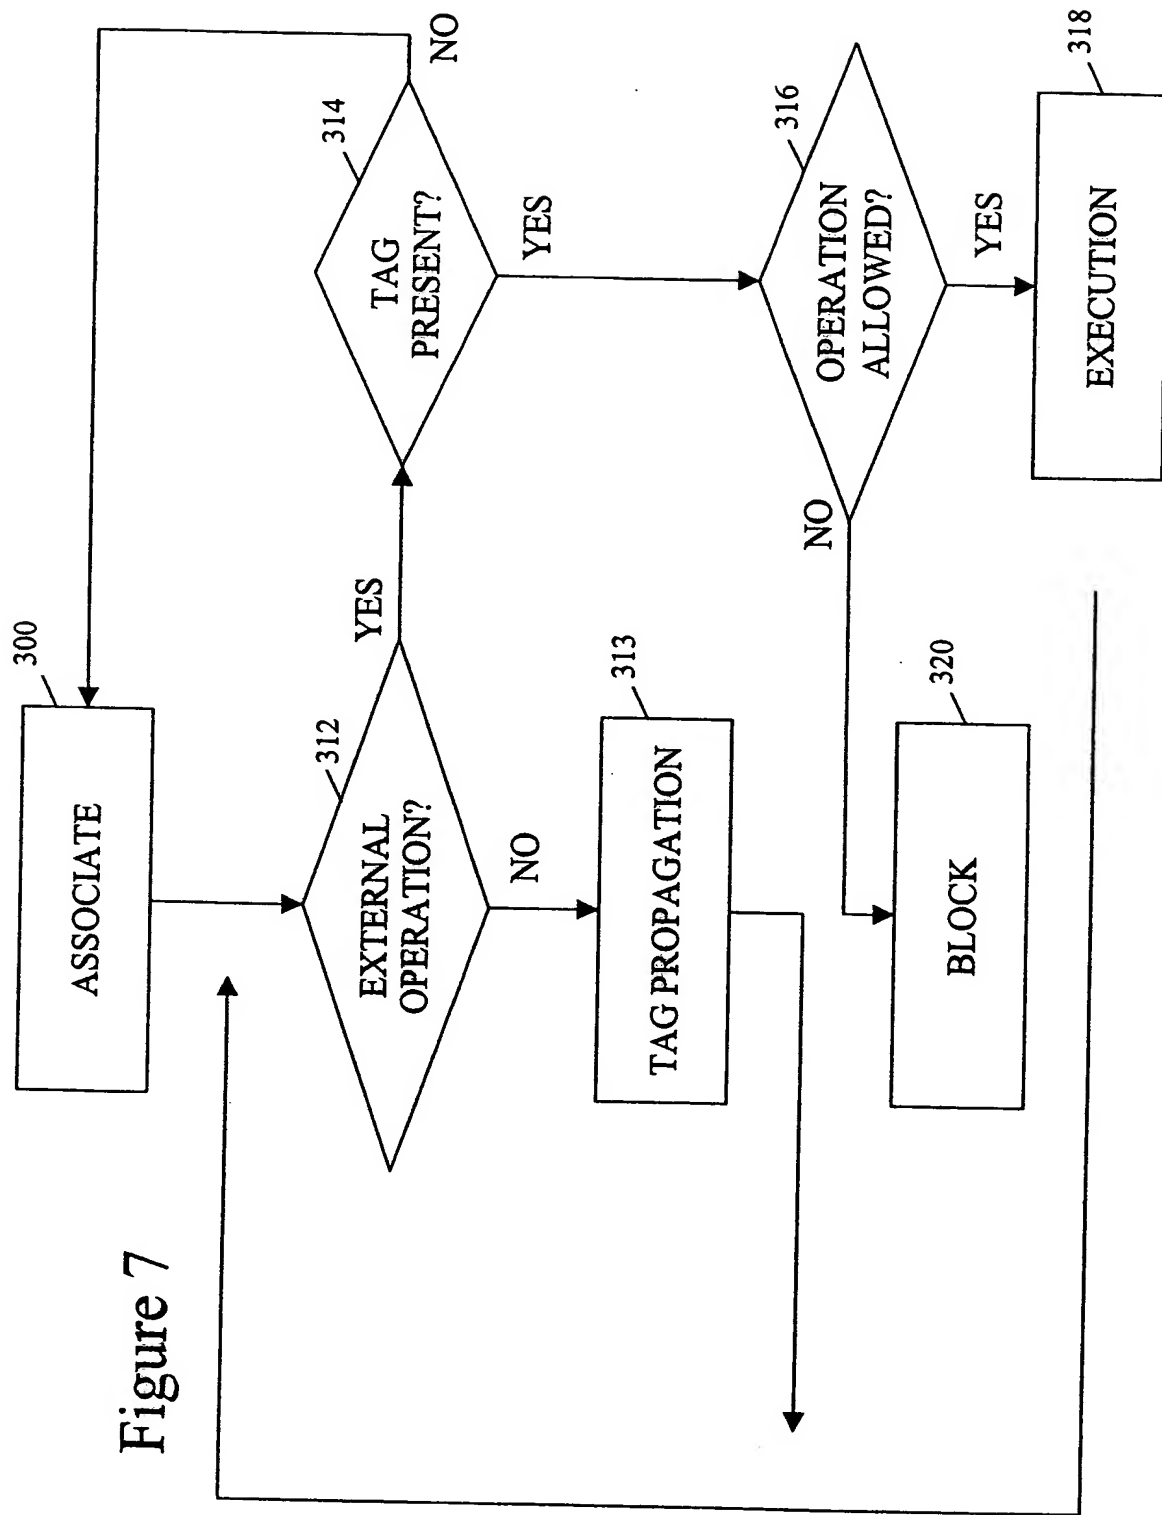 Figure 7
300
ASSOCIATE
312
EXTERNAL
OPERATION?
YES
NO
313
TAG PROPAGATION
314
TAG
PRESENT?
NO
YES
316
OPERATION
ALLOWED?
NO
YES
320
BLOCK
318
EXECUTION